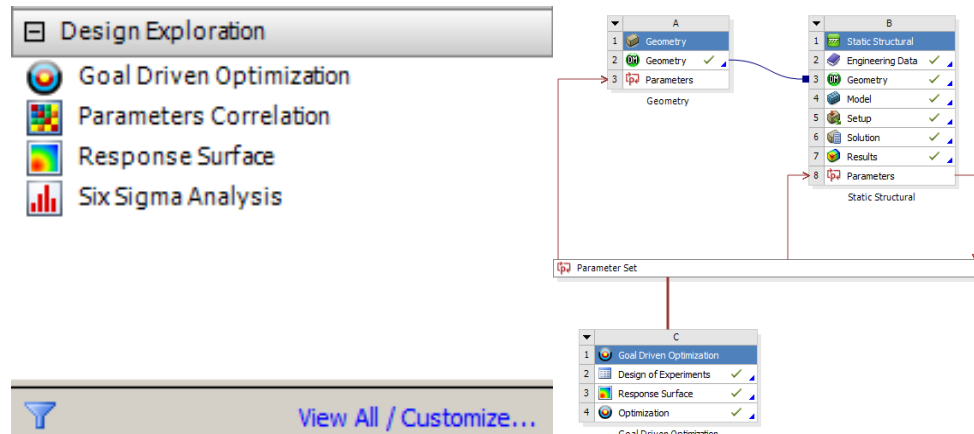 Design Exploration
Goal Driven Optimization
Parameters Correlation
Response Surface
Six Sigma Analysis
View All / Customize...
A
1 Geometry
2 Geometry
3 Parameters
Geometry
B
1 Static Structural
2 Engineering Data
3 Geometry
4 Model
5 Setup
6 Solution
7 Results
8 Parameters
Static Structural
Parameter Set
C
1 Goal Driven Optimization
2 Design of Experiments
3 Response Surface
4 Optimization
Goal Driven Optimization